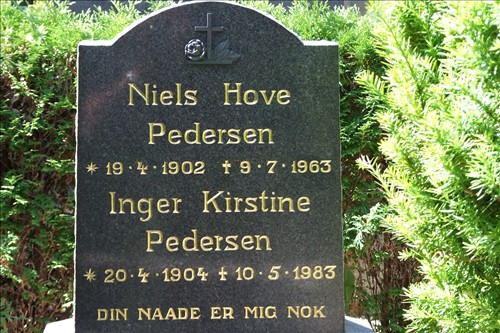 Niels Hove
Pedersen
* 19·4·1902 † 9·7·1963
Inger Kirstine
Pedersen
* 20·4·1904 † 10·5·1983
DIN NAADE ER MIG NOK